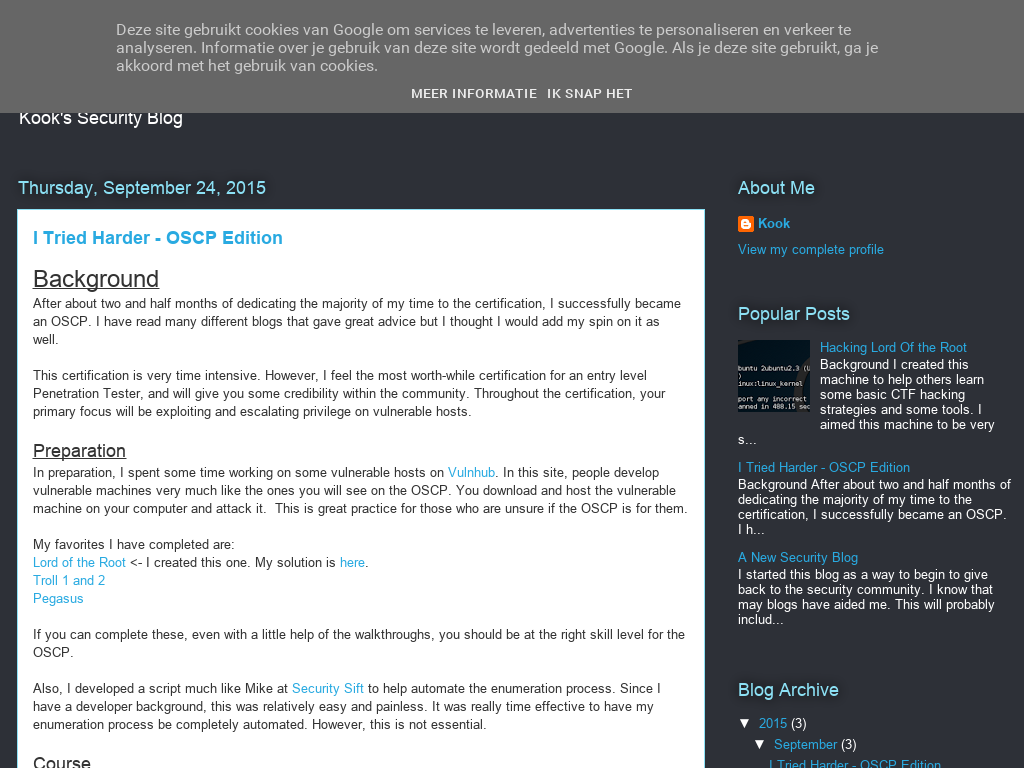 Deze site gebruikt cookies van Google om services te leveren, advertenties te personaliseren en verkeer te
analyseren. Informatie over je gebruik van deze site wordt gedeeld met Google. Als je deze site gebruikt, ga je
akkoord met het gebruik van cookies.
MEER INFORMATIE IK SNAP HET
Kook's Security Blog
Thursday, September 24, 2015
I Tried Harder - OSCP Edition
Background
After about two and half months of dedicating the majority of my time to the certification, I successfully became
an OSCP. I have read many different blogs that gave great advice but I thought I would add my spin on it as
well.
This certification is very time intensive. However, I feel the most worth-while certification for an entry level
Penetration Tester, and will give you some credibility within the community. Throughout the certification, your
primary focus will be exploiting and escalating privilege on vulnerable hosts.
Preparation
In preparation, I spent some time working on some vulnerable hosts on Vulnhub. In this site, people develop
vulnerable machines very much like the ones you will see on the OSCP. You download and host the vulnerable
machine on your computer and attack it. This is great practice for those who are unsure if the OSCP is for them.
My favorites I have completed are:
Lord of the Root <- I created this one. My solution is here.
Troll 1 and 2
Pegasus
If you can complete these, even with a little help of the walkthroughs, you should be at the right skill level for the
OSCP.
Also, I developed a script much like Mike at Security Sift to help automate the enumeration process. Since I
have a developer background, this was relatively easy and painless. It was really time effective to have my
enumeration process be completely automated. However, this is not essential.
Course
About Me
Kook
View my complete profile
Popular Posts
buntu 2ubuntu2.3 (U
)
inux:linux_kernel
port any incorrect
anned in 488.15 sec
Hacking Lord Of the Root
Background I created this
machine to help others learn
some basic CTF hacking
strategies and some tools. I
aimed this machine to be very
s...
I Tried Harder - OSCP Edition
Background After about two and half months of
dedicating the majority of my time to the
certification, I successfully became an OSCP.
I h...
A New Security Blog
I started this blog as a way to begin to give
back to the security community. I know that
may blogs have aided me. This will probably
includ...
Blog Archive
▼ 2015 (3)
▼ September (3)
I Tried Harder - OSCP Edition